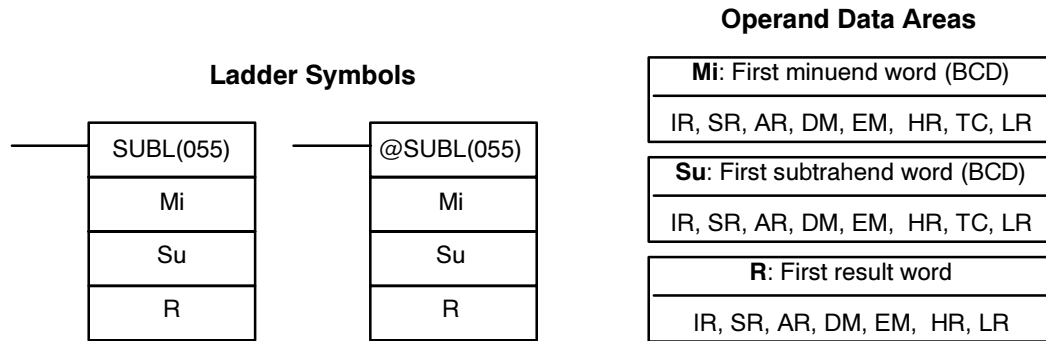 Ladder Symbols
SUBL(055)
Mi
Su
R
@SUBL(055)
Mi
Su
R
Operand Data Areas
Mi: First minuend word (BCD)
IR, SR, AR, DM, EM, HR, TC, LR
Su: First subtrahend word (BCD)
IR, SR, AR, DM, EM, HR, TC, LR
R: First result word
IR, SR, AR, DM, EM, HR, LR